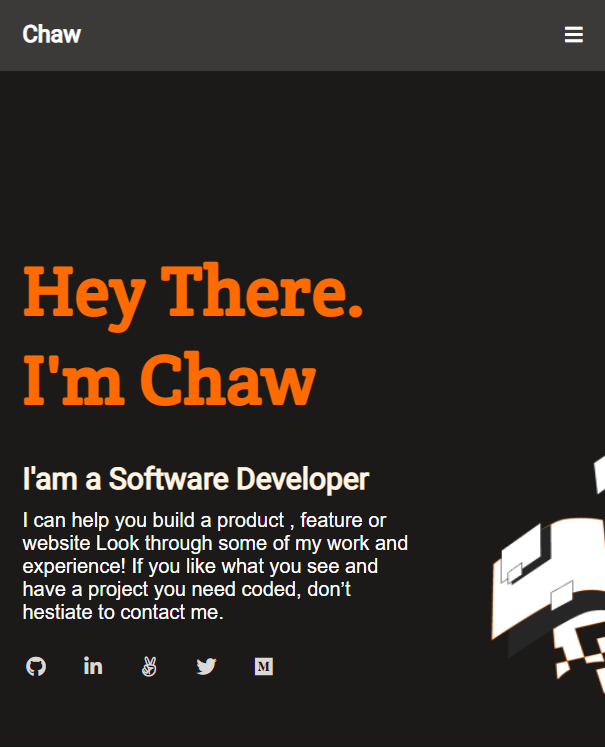 Chaw
Hey There.
I'm Chaw
I'am a Software Developer
I can help you build a product , feature or
website Look through some of my work and
experience! If you like what you see and
have a project you need coded, don’t
hestiate to contact me.